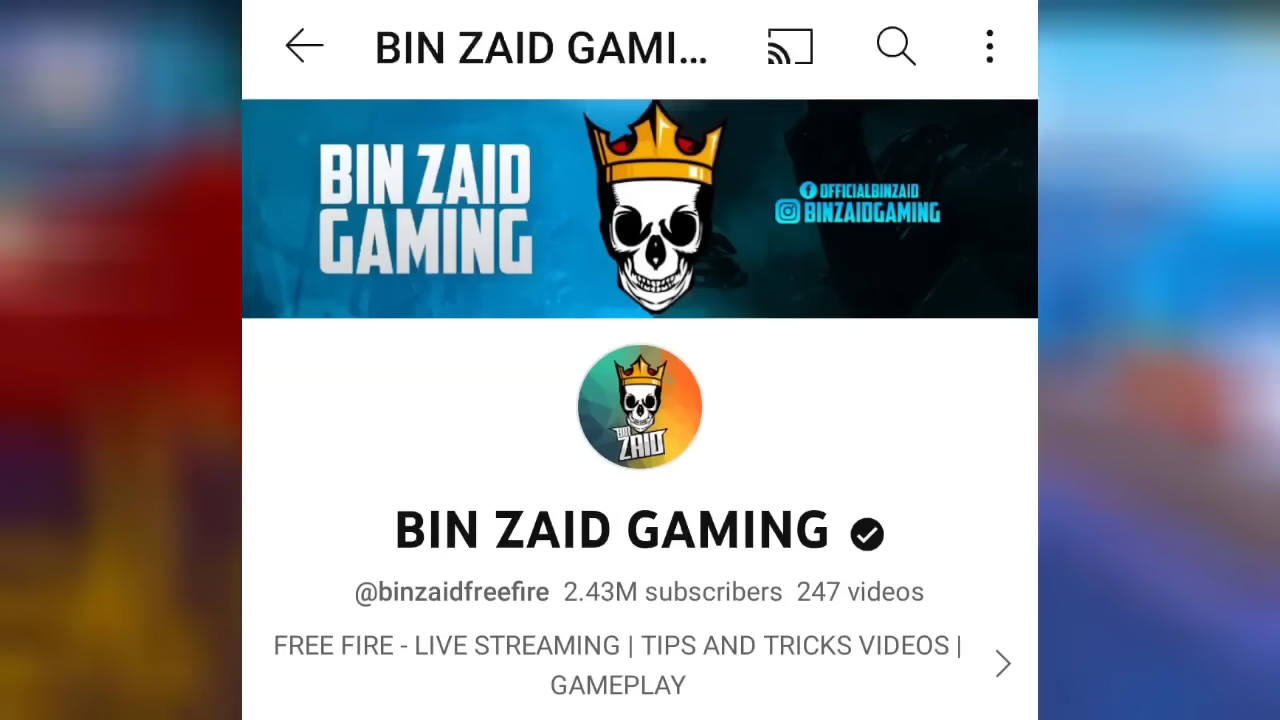 BIN ZAID GAMI...
BIN ZAID
GAMING
OFFICIALBINZAID
BINZAIDGAMING
BIN
ZAID
BIN ZAID GAMING
@binzaidfreefire 2.43M subscribers 247 videos
FREE FIRE - LIVE STREAMING | TIPS AND TRICKS VIDEOS |
GAMEPLAY